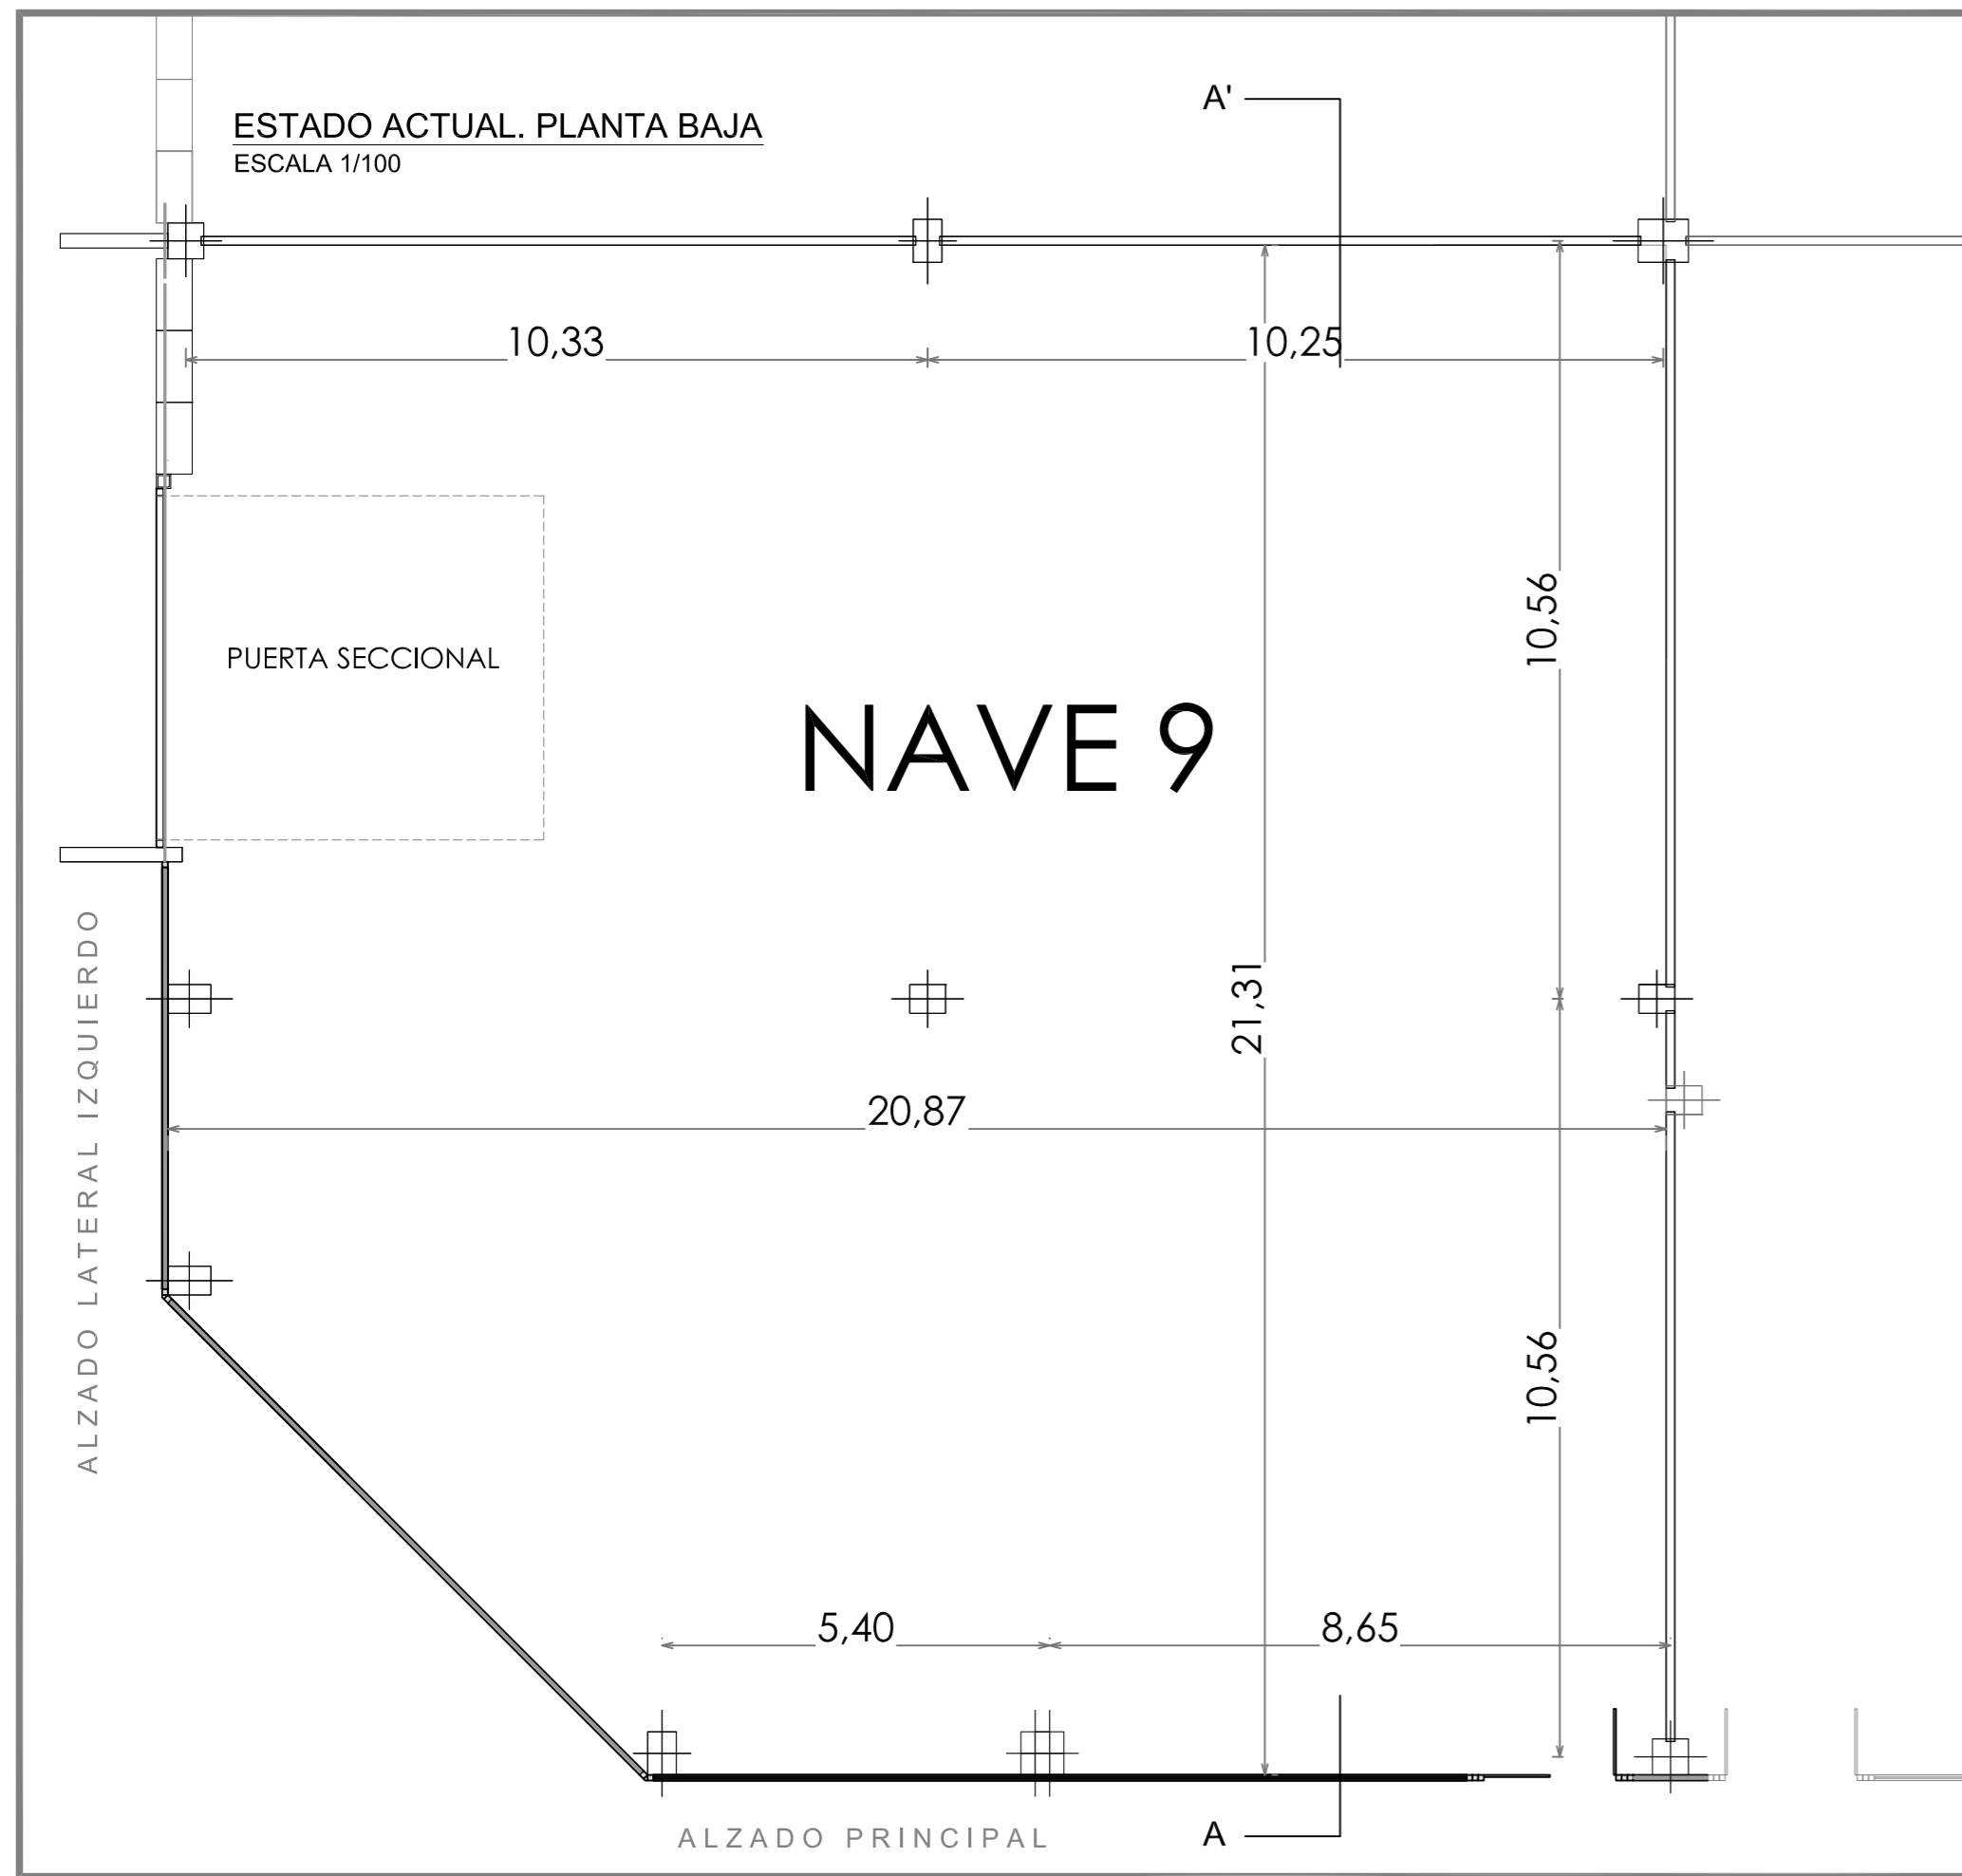 A'
ESTADO ACTUAL. PLANTA BAJA
ESCALA 1/100
10,33
10,25
10,56
PUERTA SECCIONAL
NAVE 9
21,31
20,87
ALZADO LATERAL IZQUIERDO
10,56
5,40
8,65
ALZADO PRINCIPAL
A